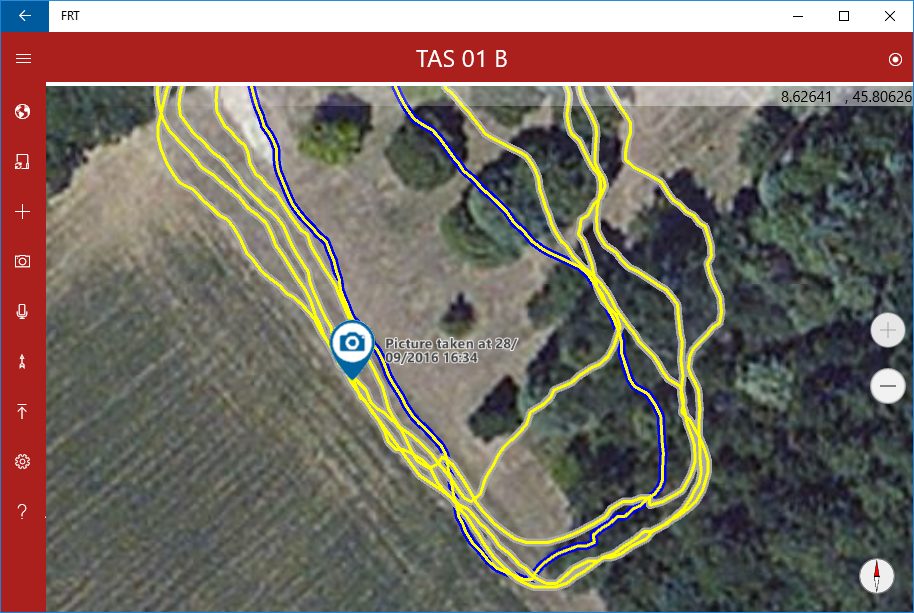 FRT
TAS 01 B
8.62641 , 45.80626
Picture taken at 28/
09/2016 16:34